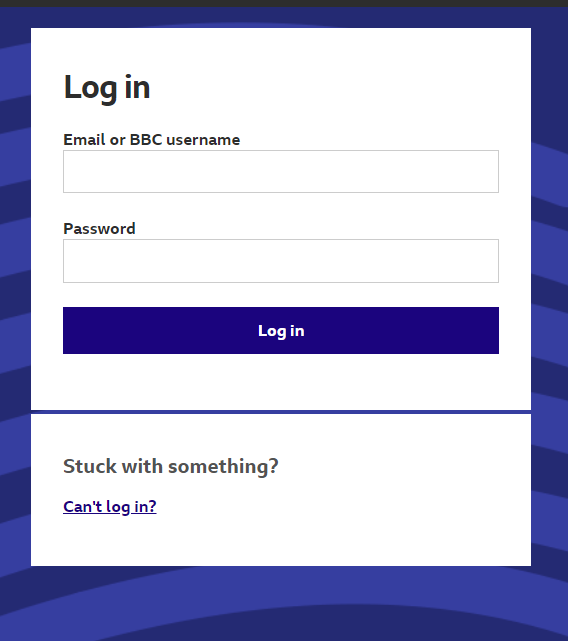 Log in
Email or BBC username
Password
Log in
Stuck with something?
Can't log in?